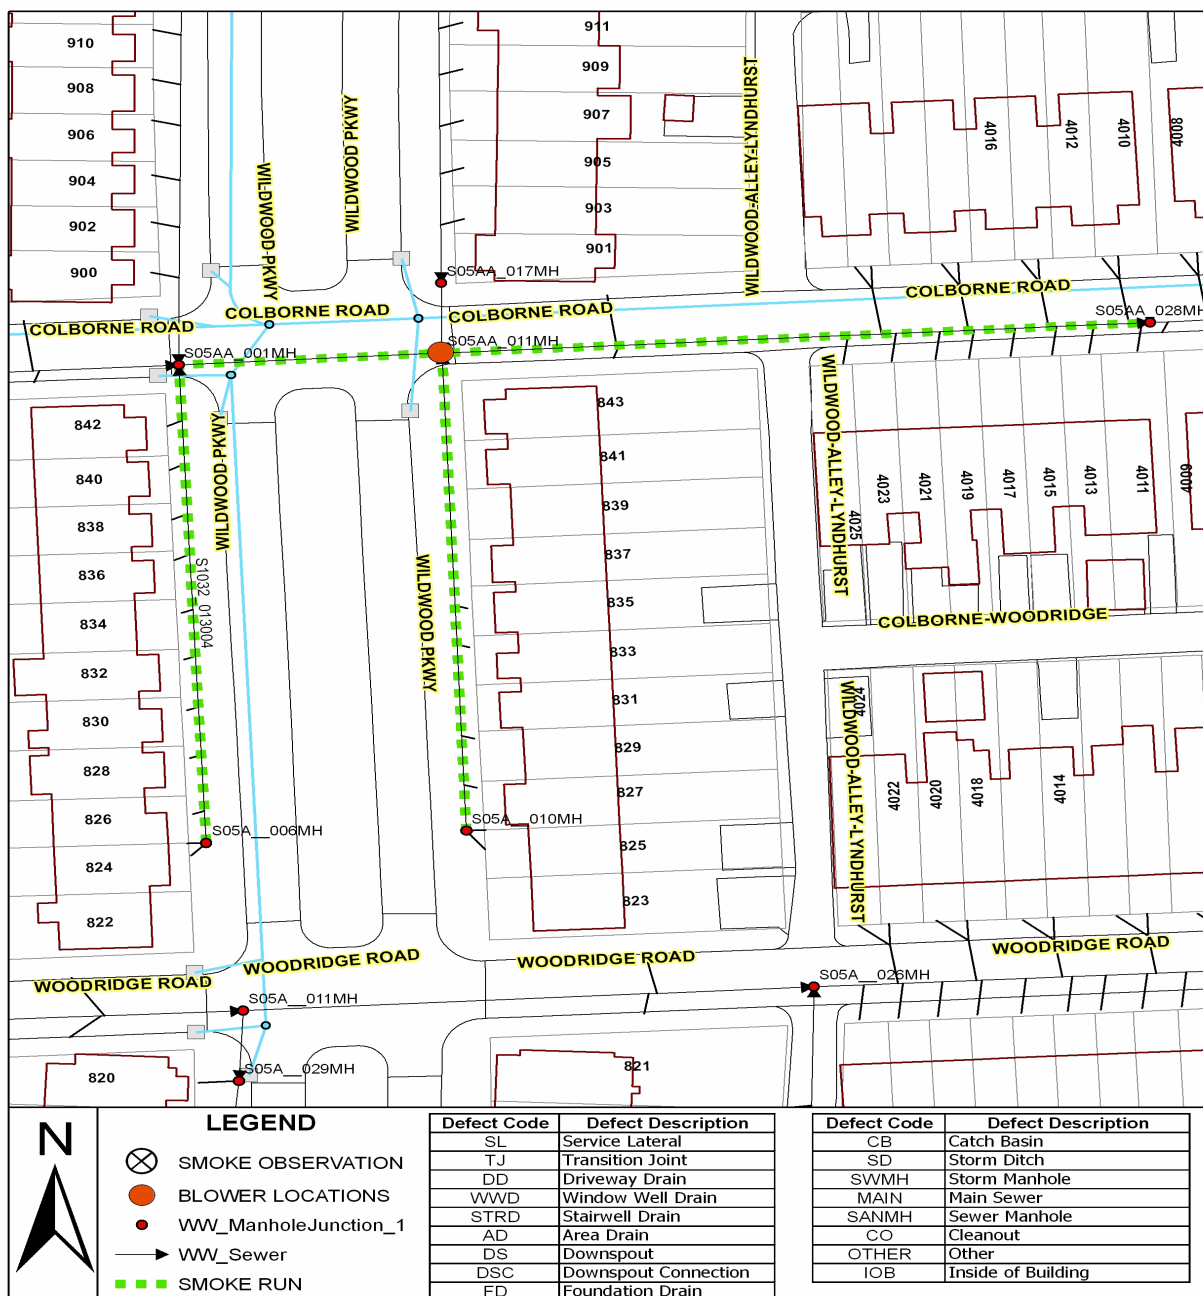 910
908
906
904
902
900
911
909
907
905
903
901
WILDWOOD-PKWY
WILDWOOD PKWY
WILDWOOD-ALLEY-LYNDHURST
4016
4012
4010
4008
S05AA__017MH
COLBORNE ROAD
COLBORNE ROAD
COLBORNE ROAD
COLBORNE ROAD
S05AA__001MH
S05AA__011MH
S05AA__028MH
842
840
838
836
834
832
830
828
826
824
822
WILDWOOD PKWY
S1032_013004
WILDWOOD PKWY
843
841
839
837
835
833
831
829
827
825
823
WILDWOOD-ALLEY-LYNDHURST
4025
4023
4021
4019
4017
4015
4013
4011
4009
COLBORNE-WOODRIDGE
WILDWOOD-ALLEY-LYNDHURST
4024
4022
4020
4018
4014
S05A__006MH
S05A__010MH
WOODRIDGE ROAD
WOODRIDGE ROAD
WOODRIDGE ROAD
WOODRIDGE ROAD
S05A__011MH
S05A__026MH
S05A__029MH
820
821
N
LEGEND
SMOKE OBSERVATION
BLOWER LOCATIONS
WW_ManholeJunction_1
WW_Sewer
SMOKE RUN
Defect Code Defect Description
SL Service Lateral
TJ Transition Joint
DD Driveway Drain
WWD Window Well Drain
STRD Stairwell Drain
AD Area Drain
DS Downspout
DSC Downspout Connection
FD Foundation Drain
Defect Code Defect Description
CB Catch Basin
SD Storm Ditch
SWMH Storm Manhole
MAIN Main Sewer
SANMH Sewer Manhole
CO Cleanout
OTHER Other
IOB Inside of Building